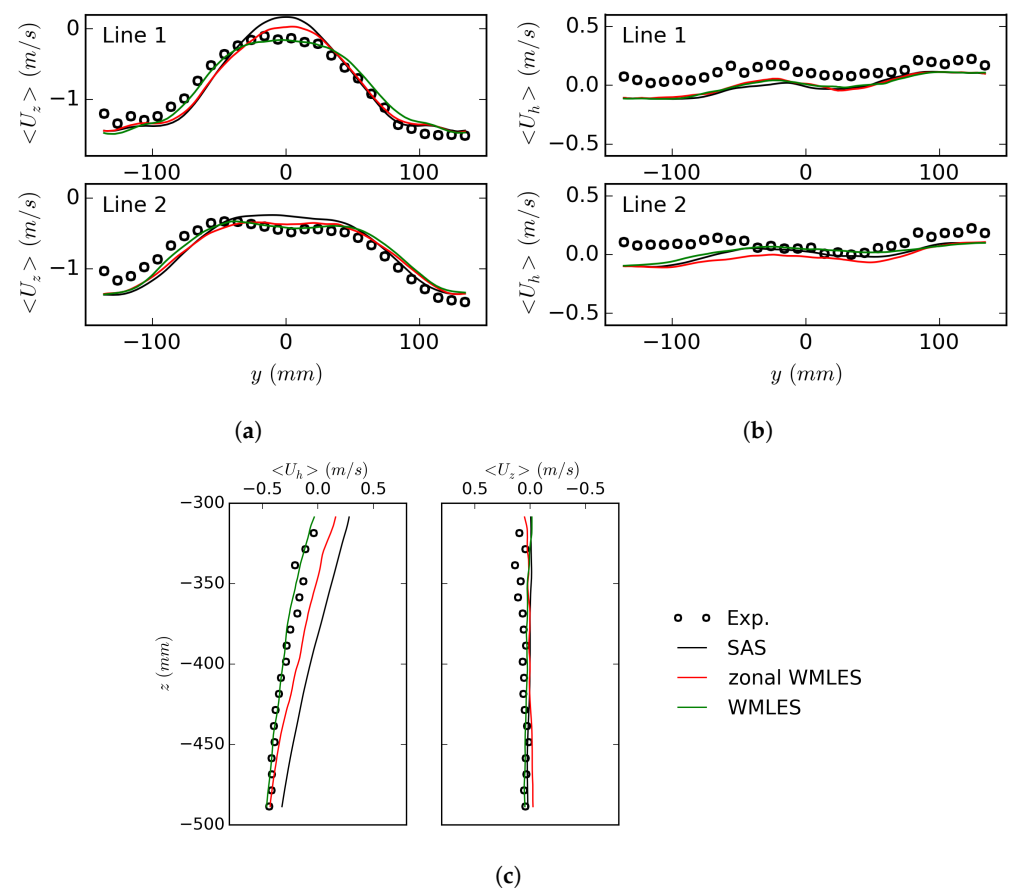 <U_z> (m/s)
0
−1
Line 1
−100 0 100
<U_h> (m/s)
0.5
0.0
−0.5
Line 1
−100 0 100
<U_z> (m/s)
0
−1
Line 2
−100 0 100
y (mm)
<U_h> (m/s)
0.5
0.0
−0.5
Line 2
−100 0 100
y (mm)
(a)
(b)
<U_h> (m/s)
−0.5 0.0 0.5
<U_z> (m/s)
0.5 0.0 −0.5
z (mm)
−300
−350
−400
−450
−500
Exp.
SAS
zonal WMLES
WMLES
(c)